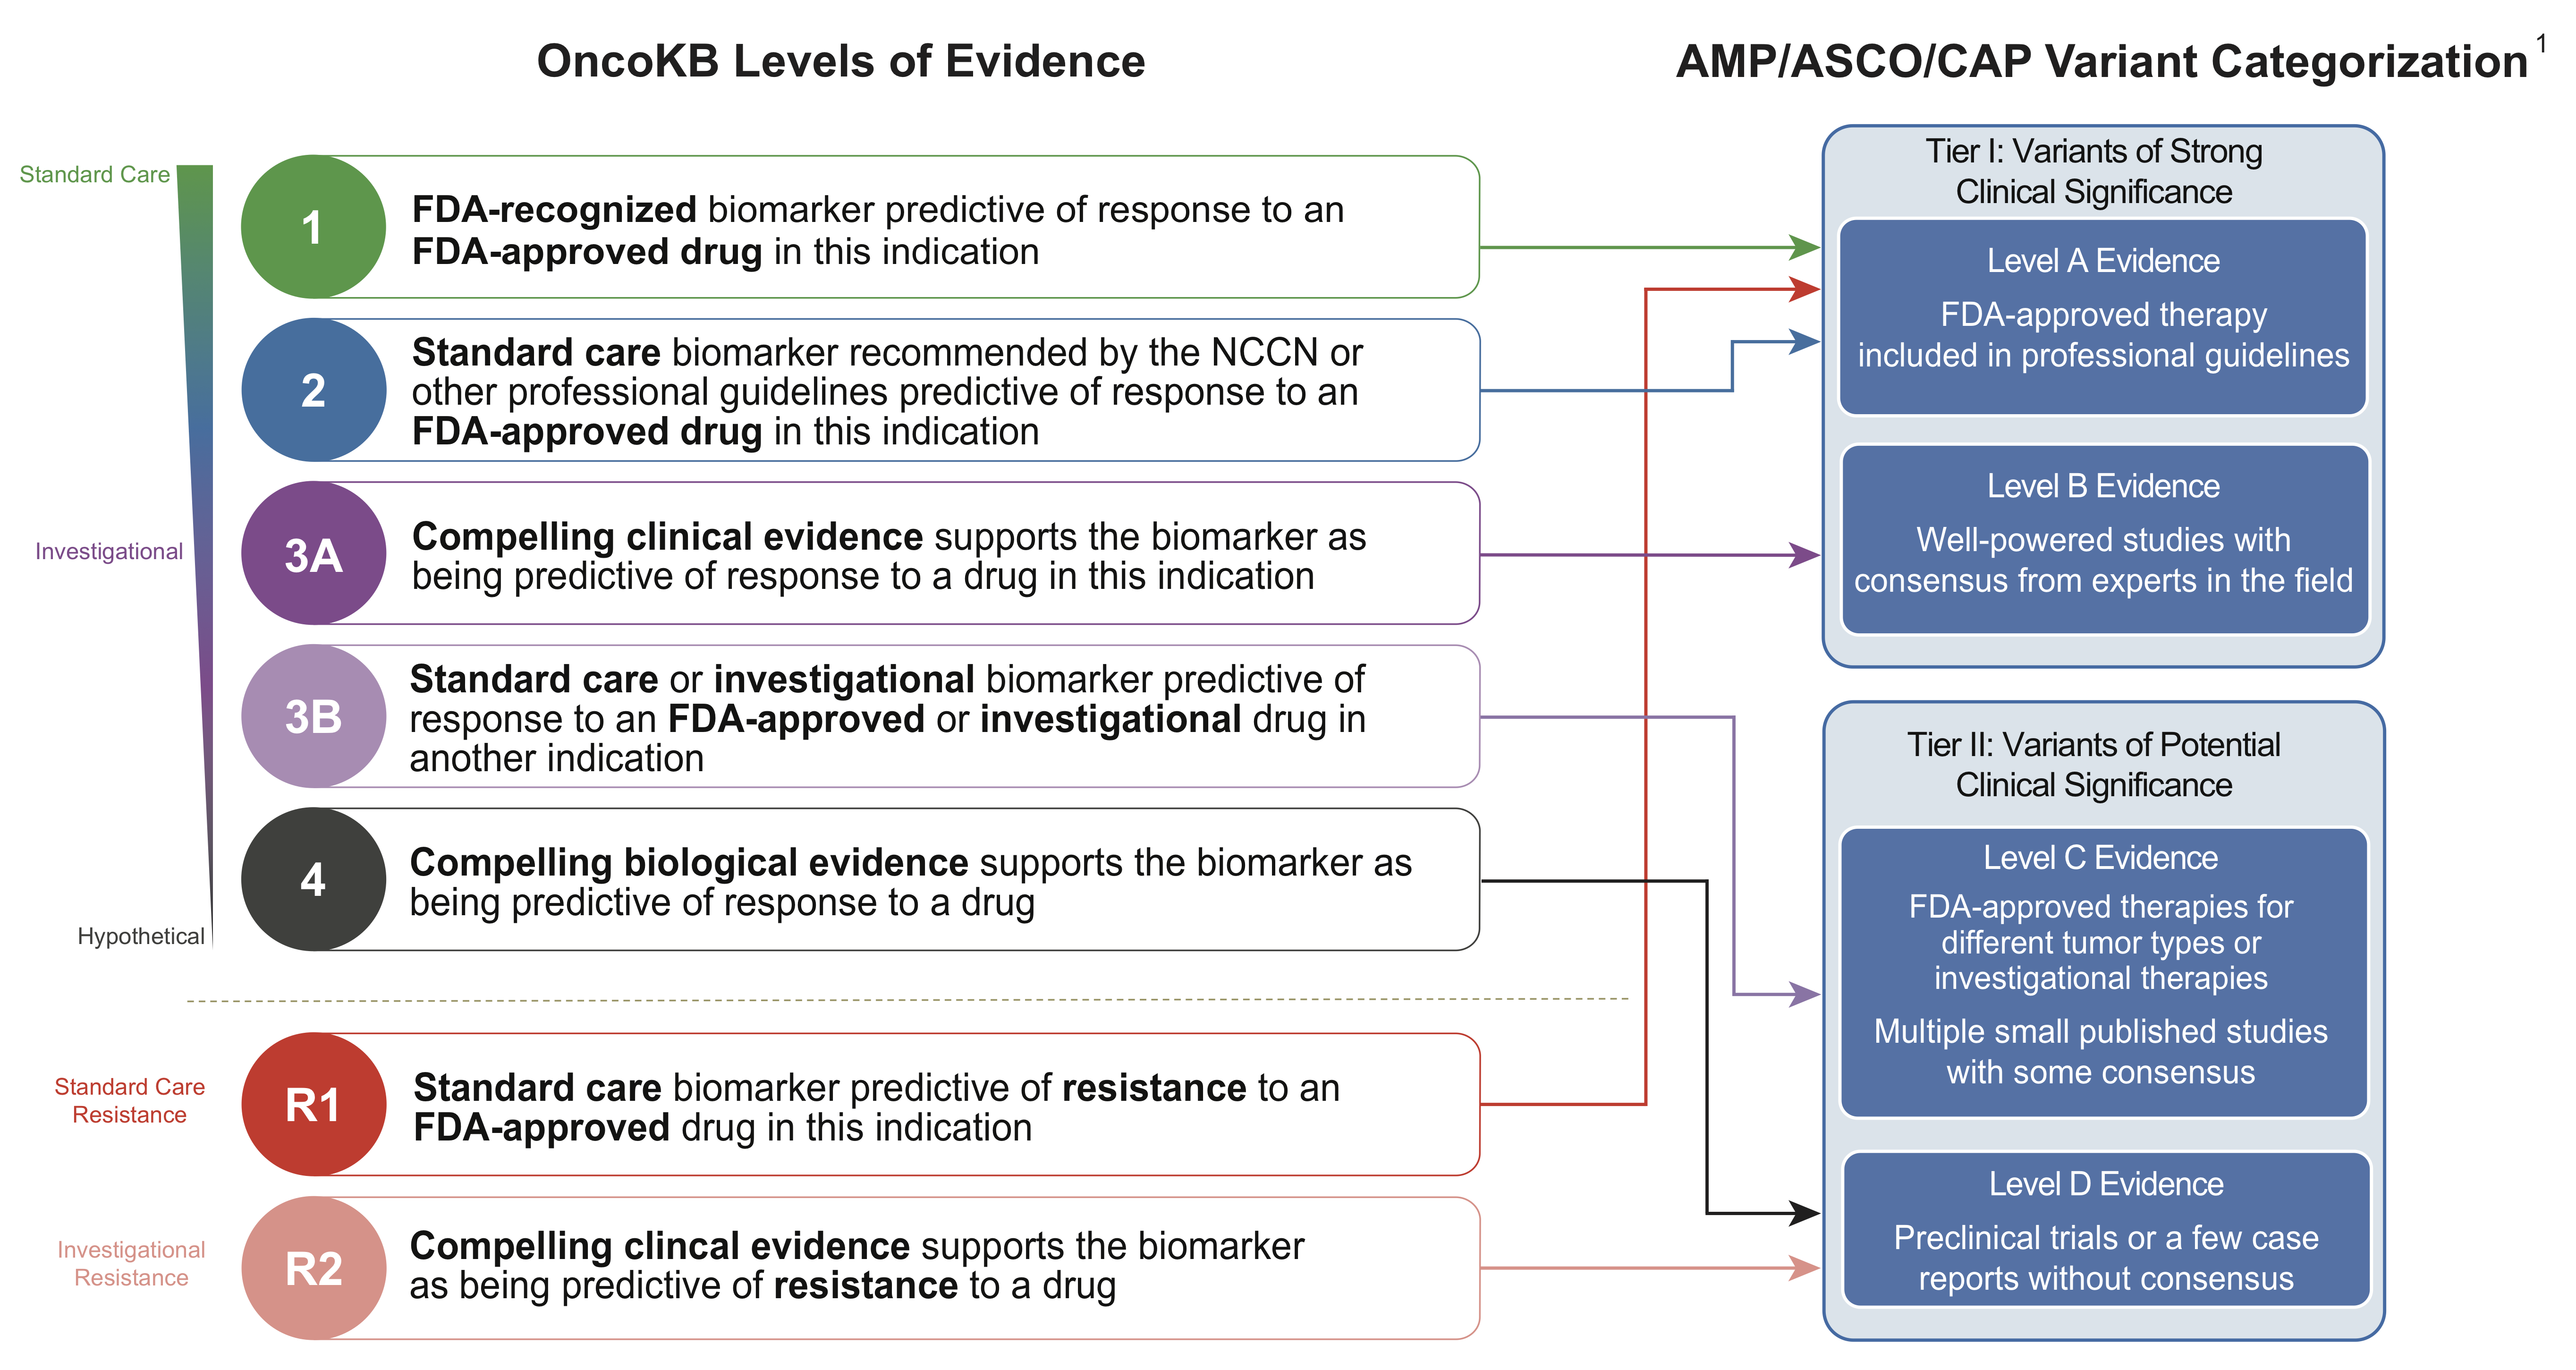 OncoKB Levels of Evidence
AMP/ASCO/CAP Variant Categorization 1
Standard Care
1
FDA-recognized biomarker predictive of response to an
FDA-approved drug in this indication
2
Standard care biomarker recommended by the NCCN or
other professional guidelines predictive of response to an
FDA-approved drug in this indication
Investigational
3A
Compelling clinical evidence supports the biomarker as
being predictive of response to a drug in this indication
3B
Standard care or investigational biomarker predictive of
response to an FDA-approved or investigational drug in
another indication
4
Compelling biological evidence supports the biomarker as
being predictive of response to a drug
Hypothetical
Standard Care
Resistance
R1
Standard care biomarker predictive of resistance to an
FDA-approved drug in this indication
Investigational
Resistance
R2
Compelling clincal evidence supports the biomarker
as being predictive of resistance to a drug
Tier I: Variants of Strong
Clinical Significance
Level A Evidence
FDA-approved therapy
included in professional guidelines
Level B Evidence
Well-powered studies with
consensus from experts in the field
Tier II: Variants of Potential
Clinical Significance
Level C Evidence
FDA-approved therapies for
different tumor types or
investigational therapies
Multiple small published studies
with some consensus
Level D Evidence
Preclinical trials or a few case
reports without consensus